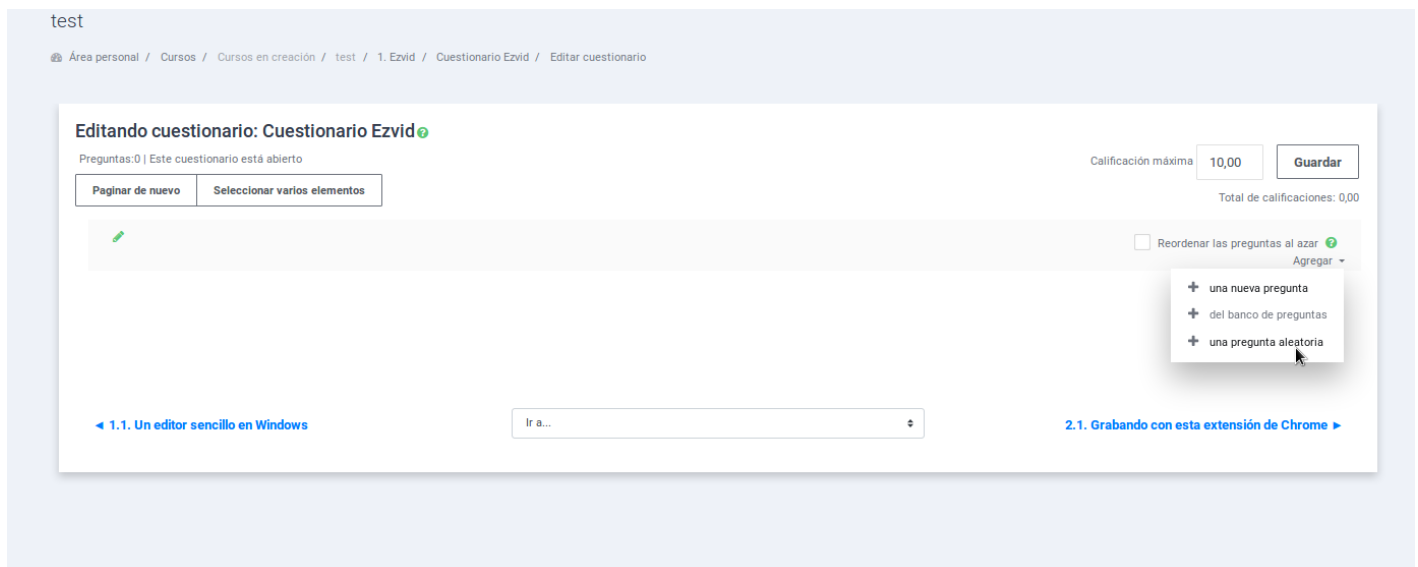 test
Área personal / Cursos / Cursos en creación / test / 1. Ezvid / Cuestionario Ezvid / Editar cuestionario
Editando cuestionario: Cuestionario Ezvid
Preguntas:0 | Este cuestionario está abierto
Calificación máxima 10,00 Guardar
Paginar de nuevo Seleccionar varios elementos
Total de calificaciones: 0,00
Reordenar las preguntas al azar
Agregar
una nueva pregunta
del banco de preguntas
una pregunta aleatoria
◄ 1.1. Un editor sencillo en Windows
Ir a...
2.1. Grabando con esta extensión de Chrome ►